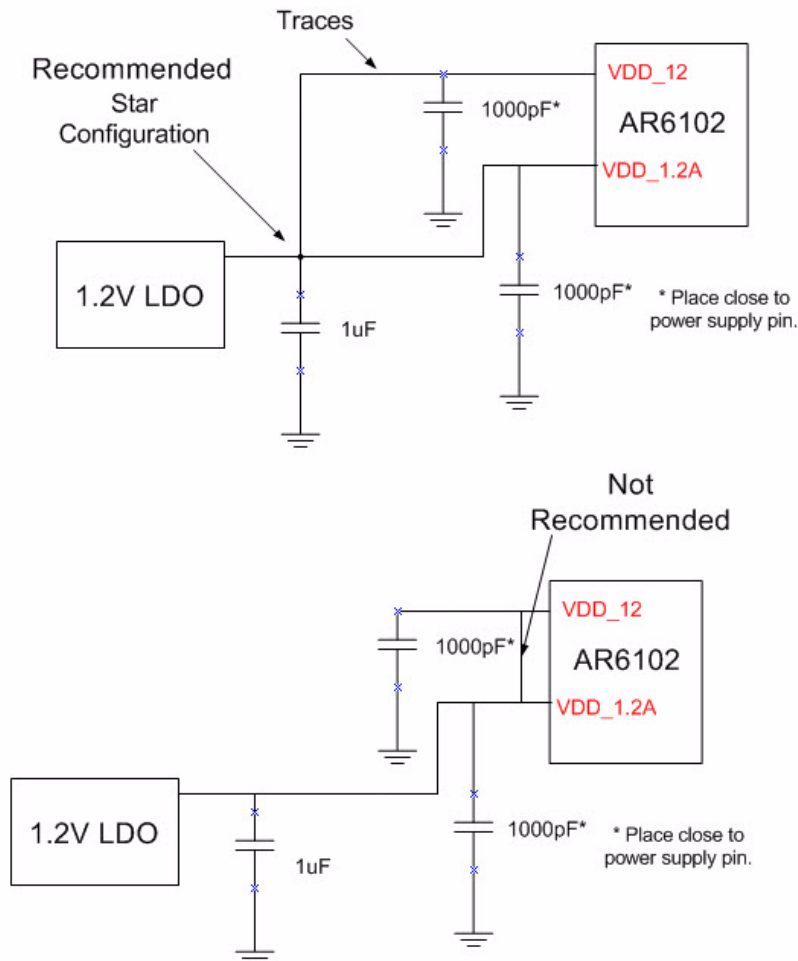 Traces
Recommended
Star
Configuration
VDD_12
1000pF*
AR6102
VDD_1.2A
1.2V LDO
1000pF*
* Place close to
power supply pin.
1uF
Not
Recommended
VDD_12
1000pF*
AR6102
VDD_1.2A
1.2V LDO
1000pF*
* Place close to
power supply pin.
1uF